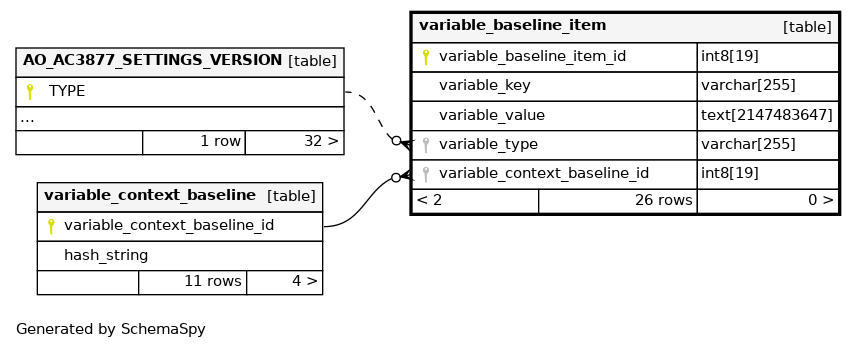 variable_baseline_item [table]
variable_baseline_item_id int8[19]
variable_key varchar[255]
variable_value text[2147483647]
variable_type varchar[255]
variable_context_baseline_id int8[19]
< 2 26 rows 0 >
AO_AC3877_SETTINGS_VERSION [table]
TYPE
...
1 row 32 >
variable_context_baseline [table]
variable_context_baseline_id
hash_string
11 rows 4 >
Generated by SchemaSpy